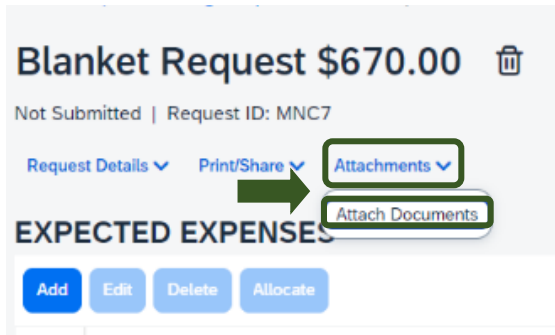 Blanket Request $670.00
Not Submitted | Request ID: MNC7
Request Details Print/Share Attachments
Attach Documents
EXPECTED EXPENSES
Add Edit Delete Allocate